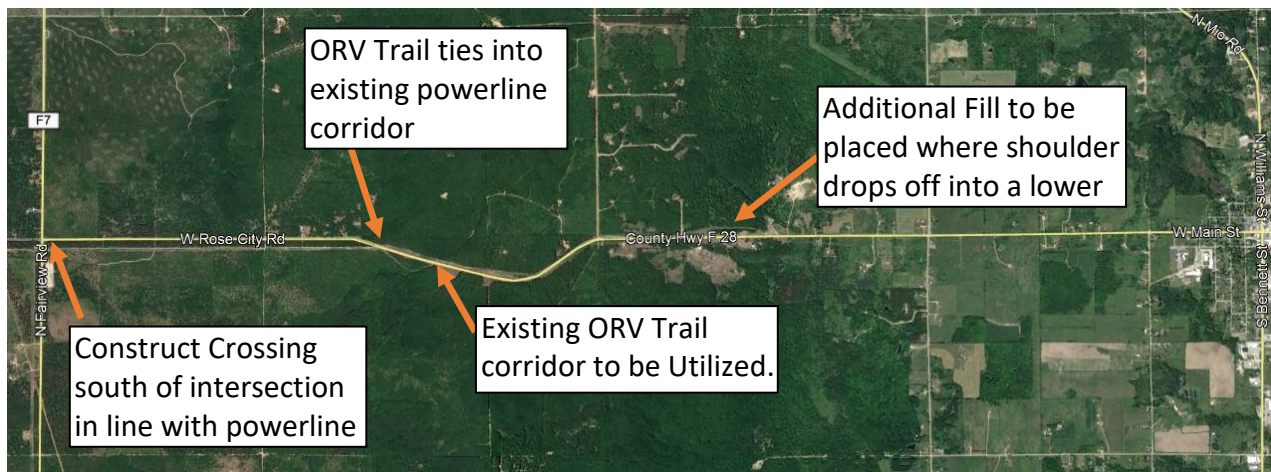 ORV Trail ties into
existing powerline
corridor
Additional Fill to be
placed where shoulder
drops off into a lower
N Mio Rd
F7
N Williams St
W Rose City Rd
County Hwy F 28
W Main St
N Fairview Rd
S Bennett St
Existing ORV Trail
corridor to be Utilized.
Construct Crossing
south of intersection
in line with powerline